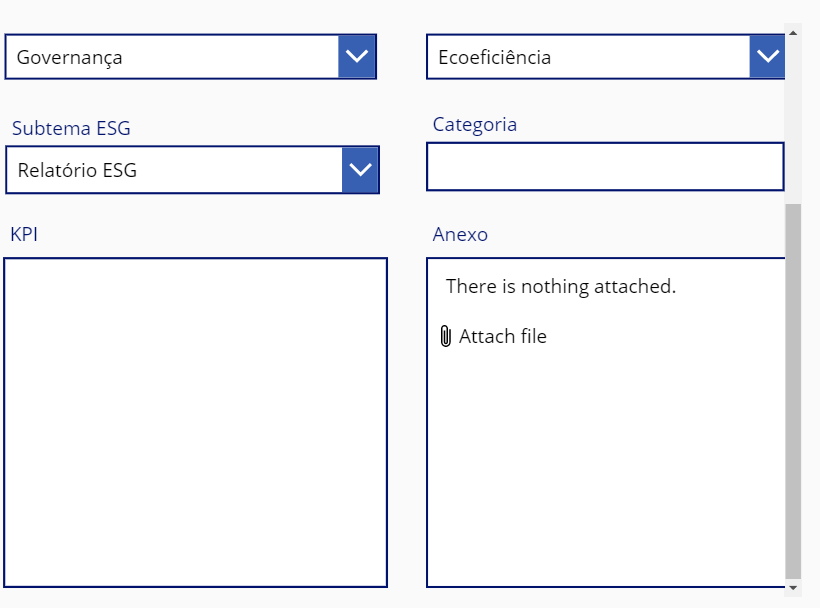 Governança
Ecoeficiência
Subtema ESG
Categoria
Relatório ESG
KPI
Anexo
There is nothing attached.
Attach file